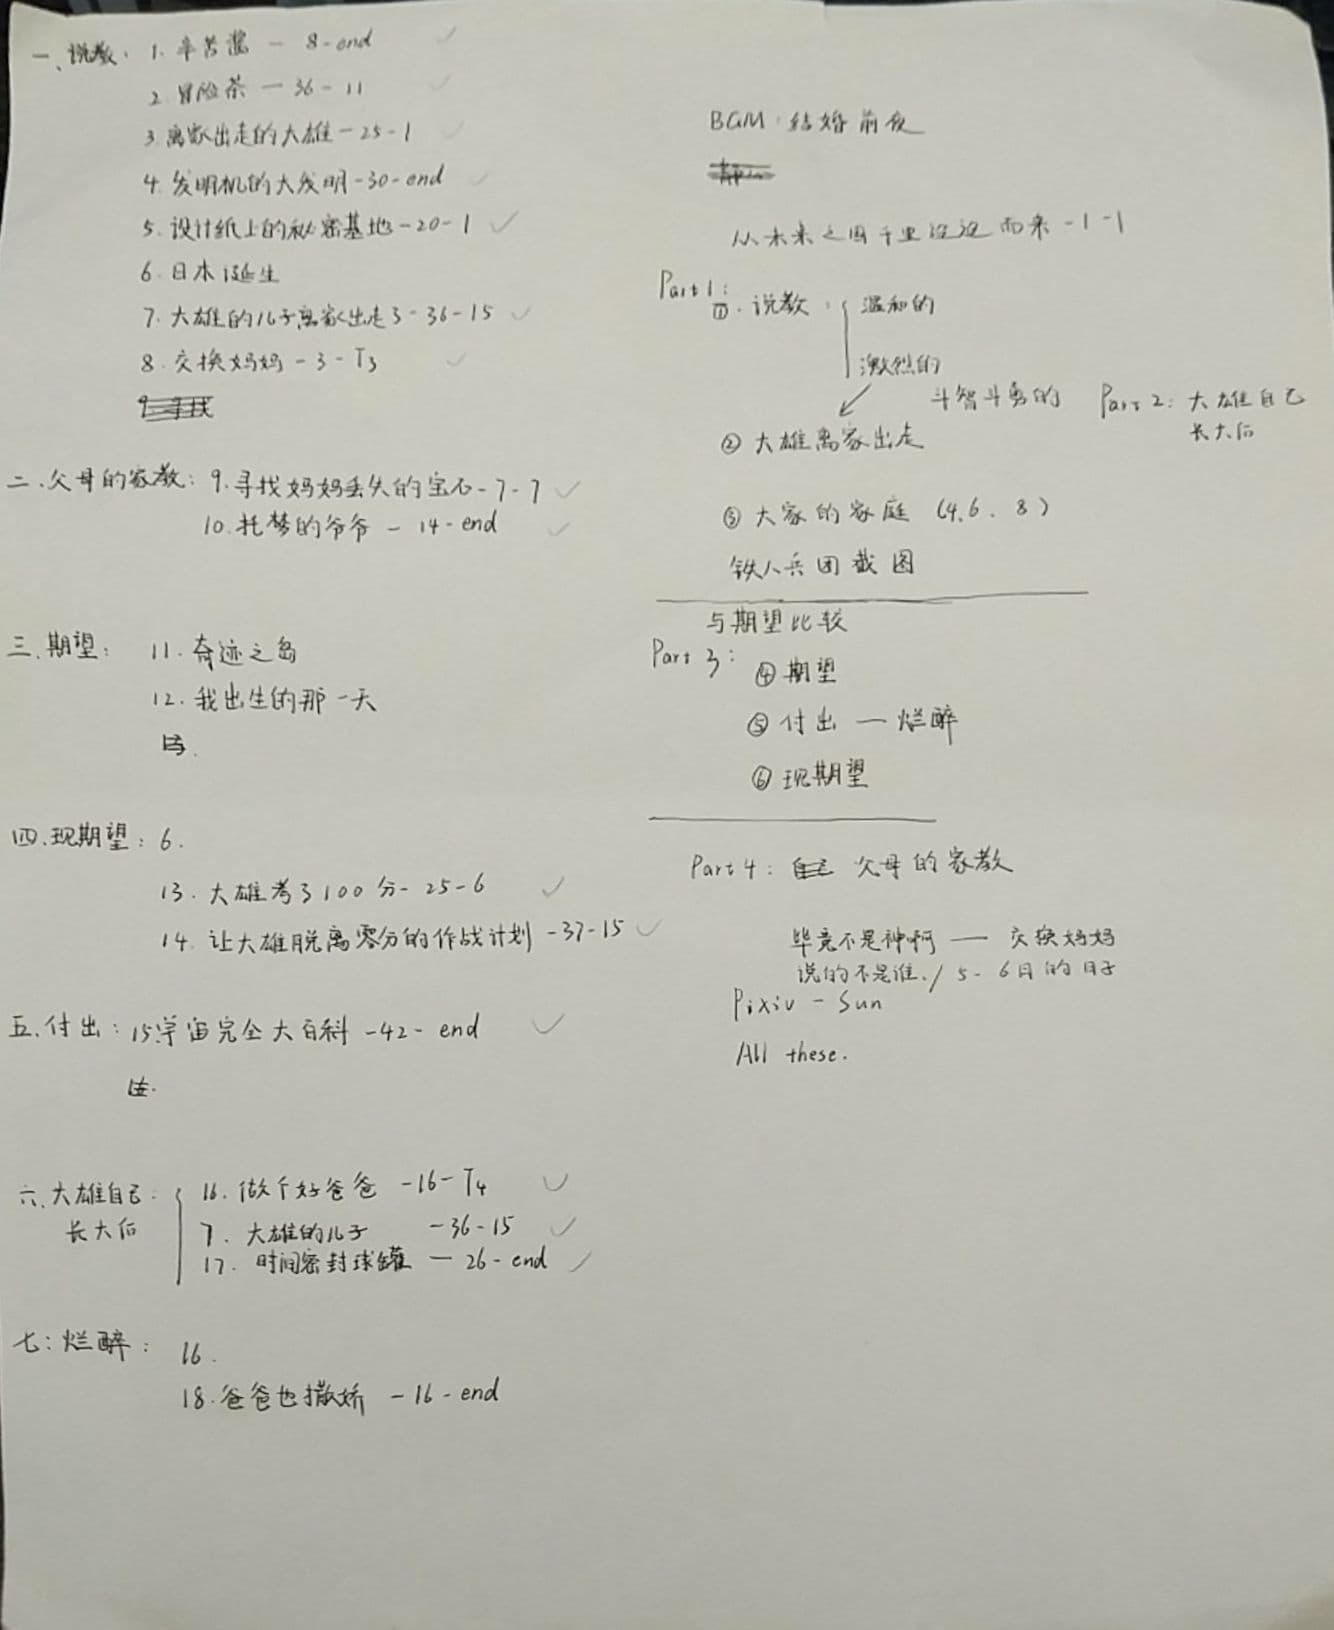 一、说教： 1. 辛苦酱 — 8-end
2. 冒险茶 — 36-11
3. 离家出走的大雄-25-1
4. 发明机的大发明-30-end
5. 设计纸上的秘密基地-20-1
6. 日本诞生
7. 大雄的儿子离家出走3-36-15
8. 交换妈妈-3-T3
二、父母的家教： 9. 寻找妈妈丢失的宝石-7-7
10. 托梦的爷爷 - 14-end
三、期望： 11. 奇迹之岛
12. 我出生的那一天
四、现期望： 6.
13. 大雄考了100分-25-6
14. 让大雄脱离零分的作战计划 -37-15
五、付出： 15. 宇宙完全大百科 -42- end
六、大雄自己
长大后
16. 做个好爸爸 -16-T4
7. 大雄的儿子 -36-15
17. 时间密封球罐 — 26-end
七：烂醉： 16.
18. 爸爸也撒娇 -16-end
BGM：结婚前夜
从未来之国千里迢迢而来-1-1
Part 1：
①. 说教： 温和的
激烈的
斗智斗勇的
② 大雄离家出走
Part 2：大雄自己
长大后
③ 大家的家庭 (4.6. 8)
铁人兵团截图
与期望比较
Part 3： ④ 期望
⑤ 付出 — 烂醉
⑥ 现期望
Part 4： 父母的家教
毕竟不是神啊 — 交换妈妈
说的不是谁. / 5-6月的日子
Pixiv - Sun
All these.